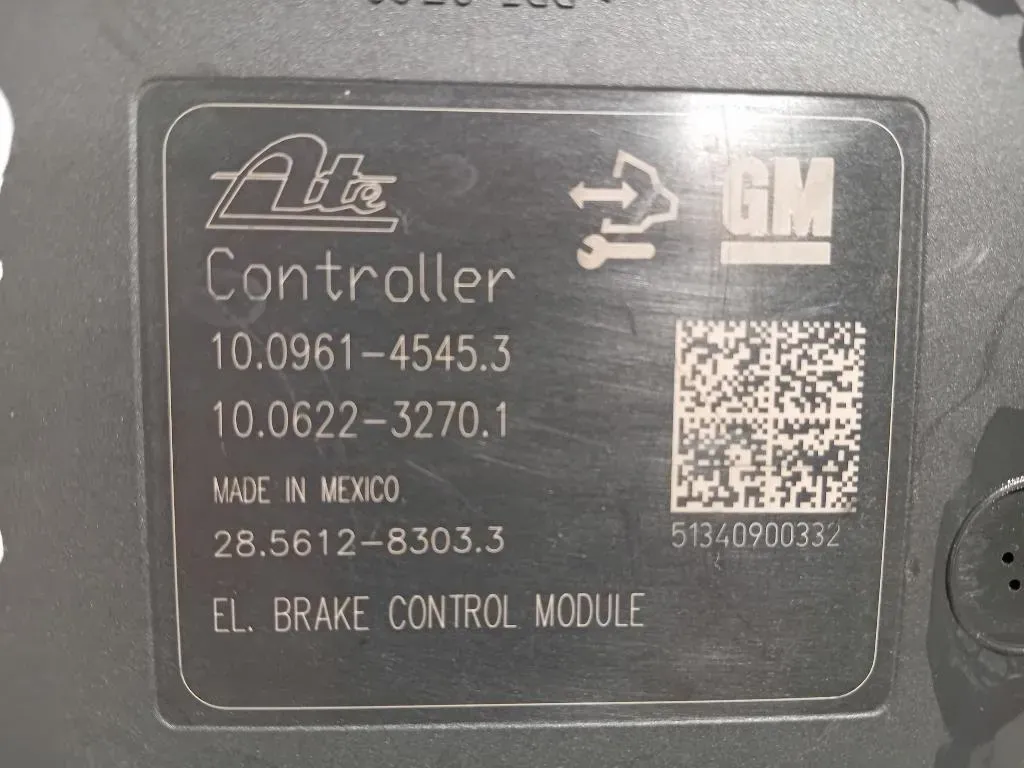 Ate
GM
Controller
10.0961-4545.3
10.0622-3270.1
MADE IN MEXICO
28.5612-8303.3
51340900332
EL. BRAKE CONTROL MODULE